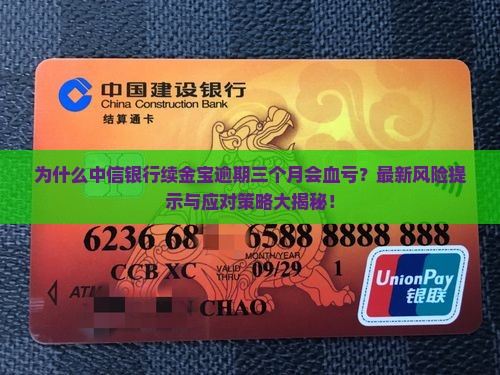 中国建设银行
China Construction Bank
结算通卡
为什么中信银行续金宝逾期三个月会血亏？最新风险提
示与应对策略大揭秘！
6236 68 6588 8888 888
MONTH/YEAR
CCB XC VALID THRU 09/29 1
ATM
CHAO
UnionPay
银联